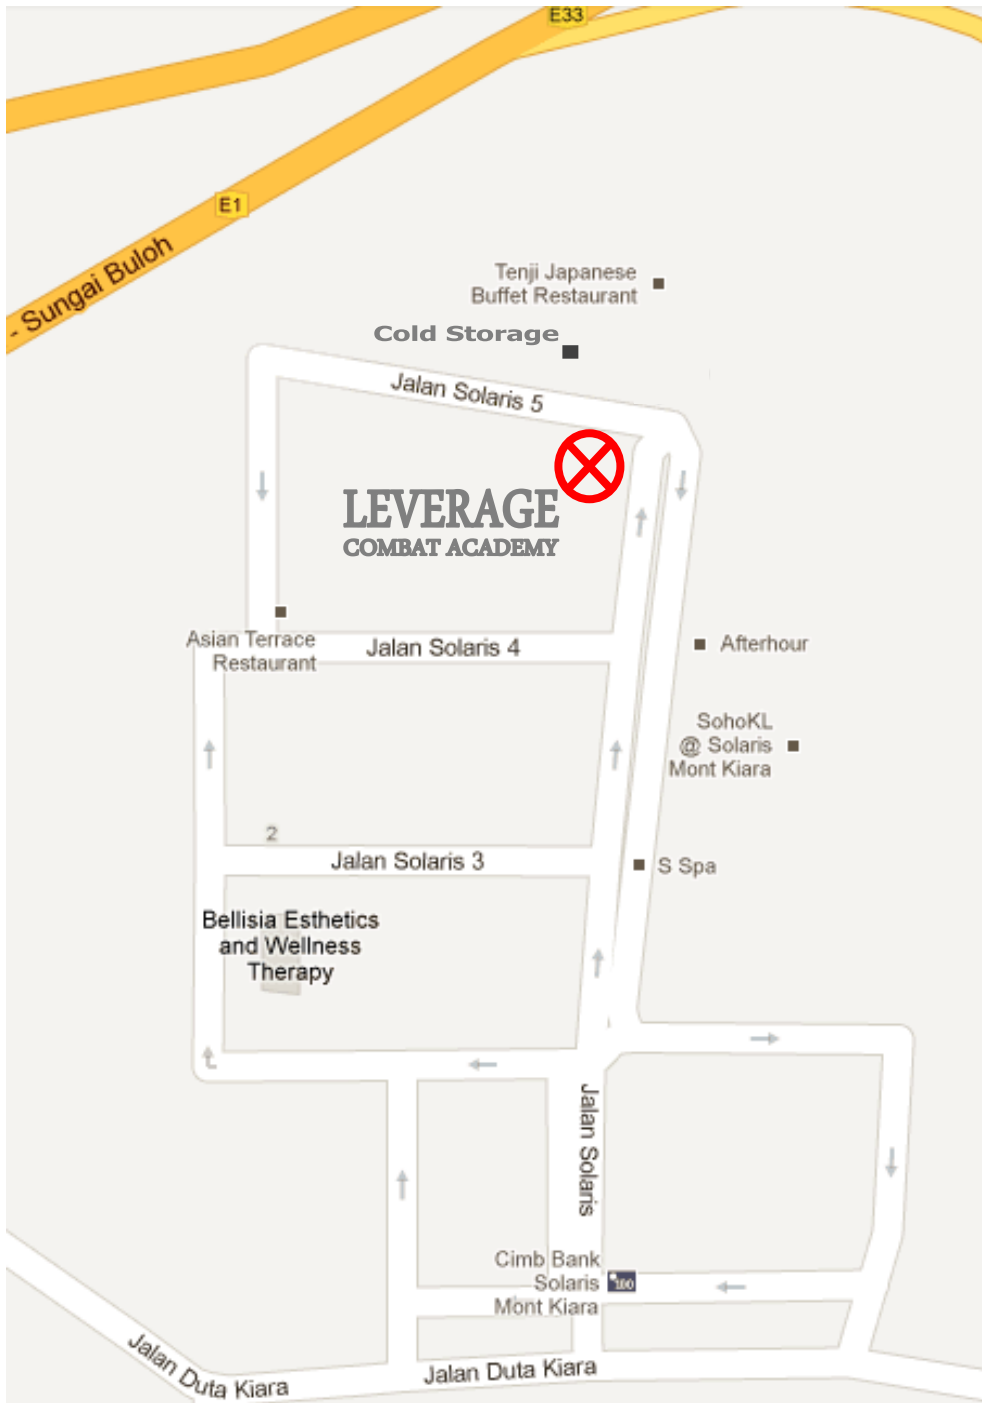 E33
E1
- Sungai Buloh
Tenji Japanese
Buffet Restaurant
Cold Storage
Jalan Solaris 5
LEVERAGE
COMBAT ACADEMY
Asian Terrace
Restaurant
Jalan Solaris 4
Afterhour
SohoKL
@ Solaris
Mont Kiara
2
Jalan Solaris 3
S Spa
Bellisia Esthetics
and Wellness
Therapy
Jalan Solaris
Cimb Bank
Solaris
Mont Kiara
Jalan Duta Kiara
Jalan Duta Kiara